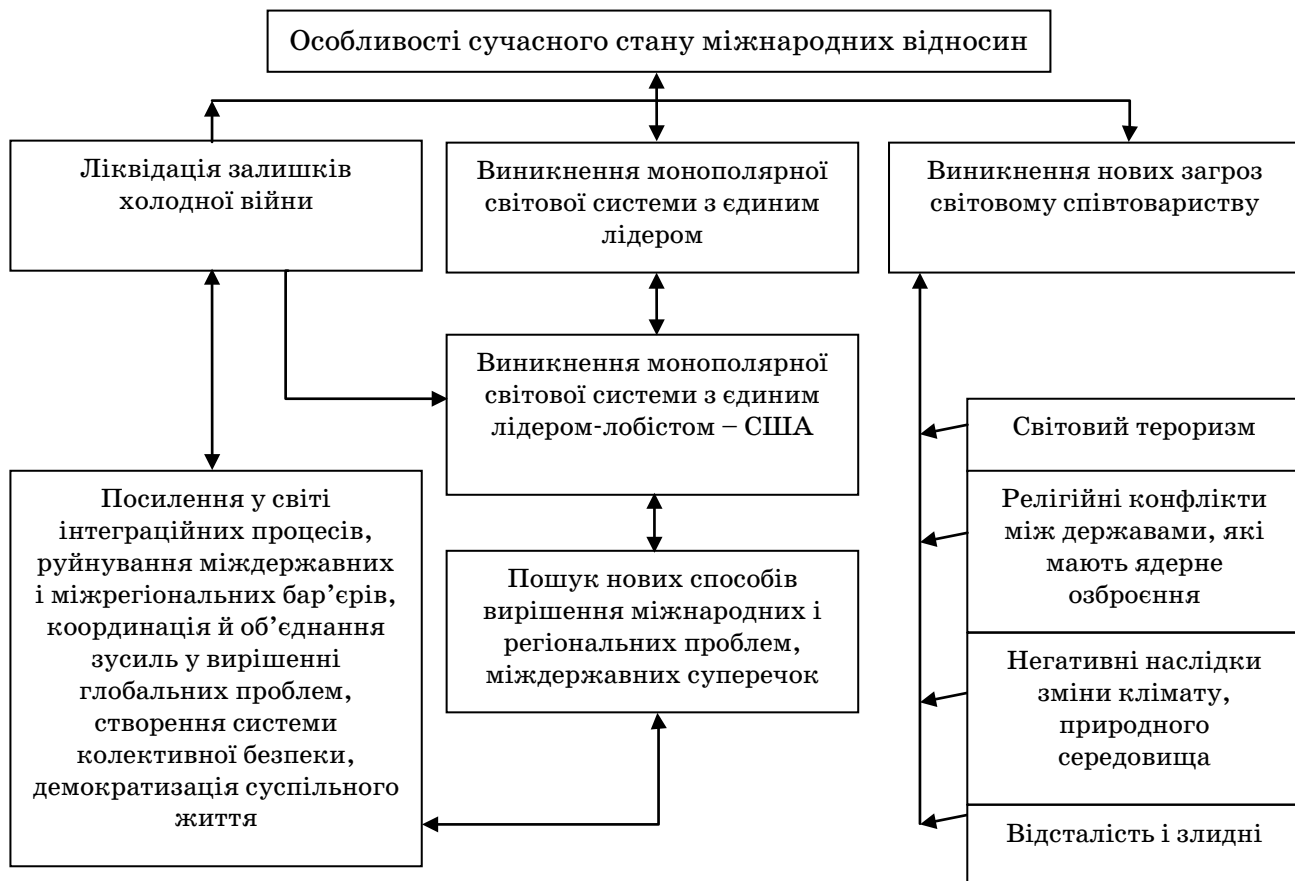 Особливості сучасного стану міжнародних відносин
Ліквідація залишків
холодної війни
Виникнення монополярної
світової системи з єдиним
лідером
Виникнення нових загроз
світовому співтовариству
Виникнення монополярної
світової системи з єдиним
лідером-лобістом – США
Посилення у світі
інтеграційних процесів,
руйнування міждержавних
і міжрегіональних бар’єрів,
координація й об’єднання
зусиль у вирішенні
глобальних проблем,
створення системи
колективної безпеки,
демократизація суспільного
життя
Пошук нових способів
вирішення міжнародних і
регіональних проблем,
міждержавних суперечок
Світовий тероризм
Релігійні конфлікти
між державами, які
мають ядерне
озброєння
Негативні наслідки
зміни клімату,
природного
середовища
Відсталість і злидні